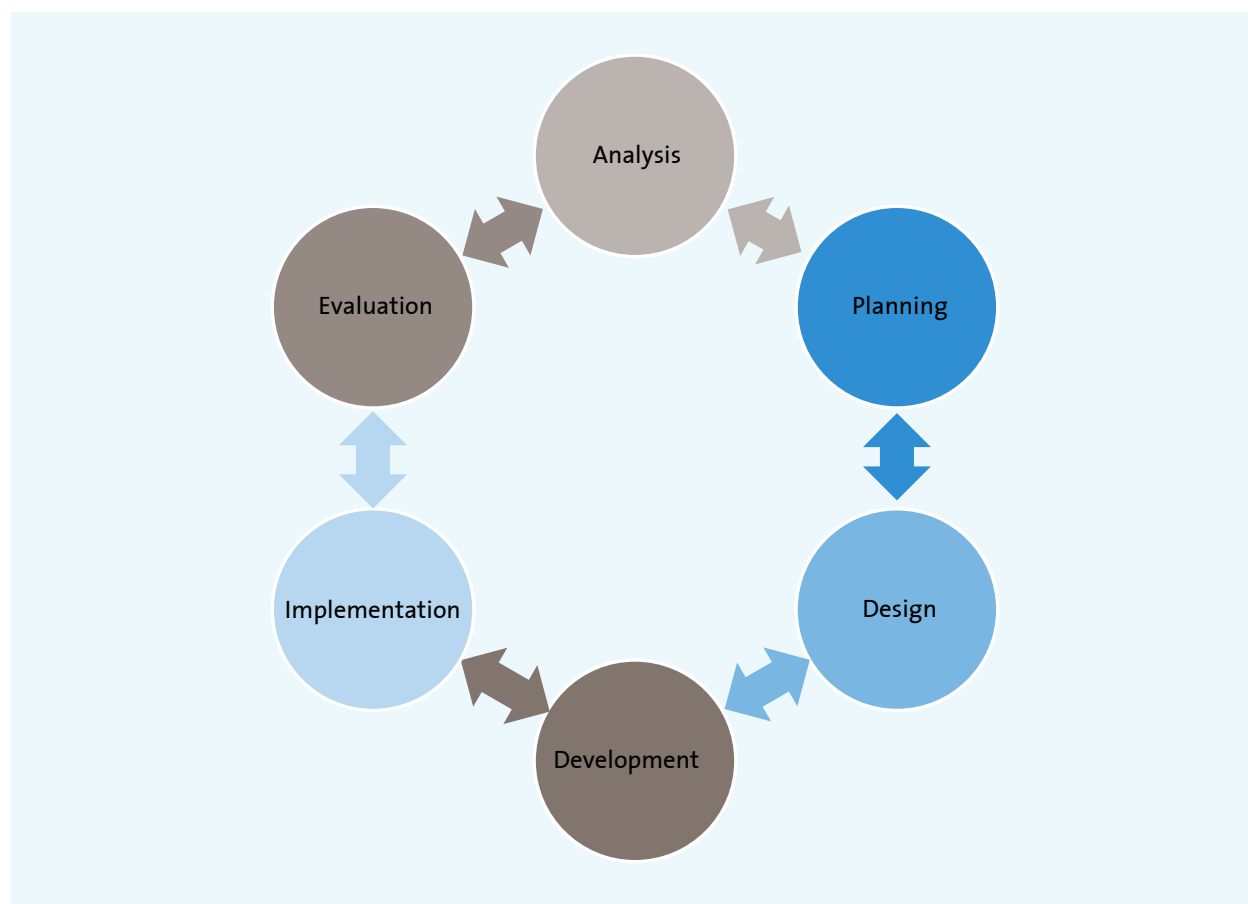 Analysis
Planning
Design
Development
Implementation
Evaluation